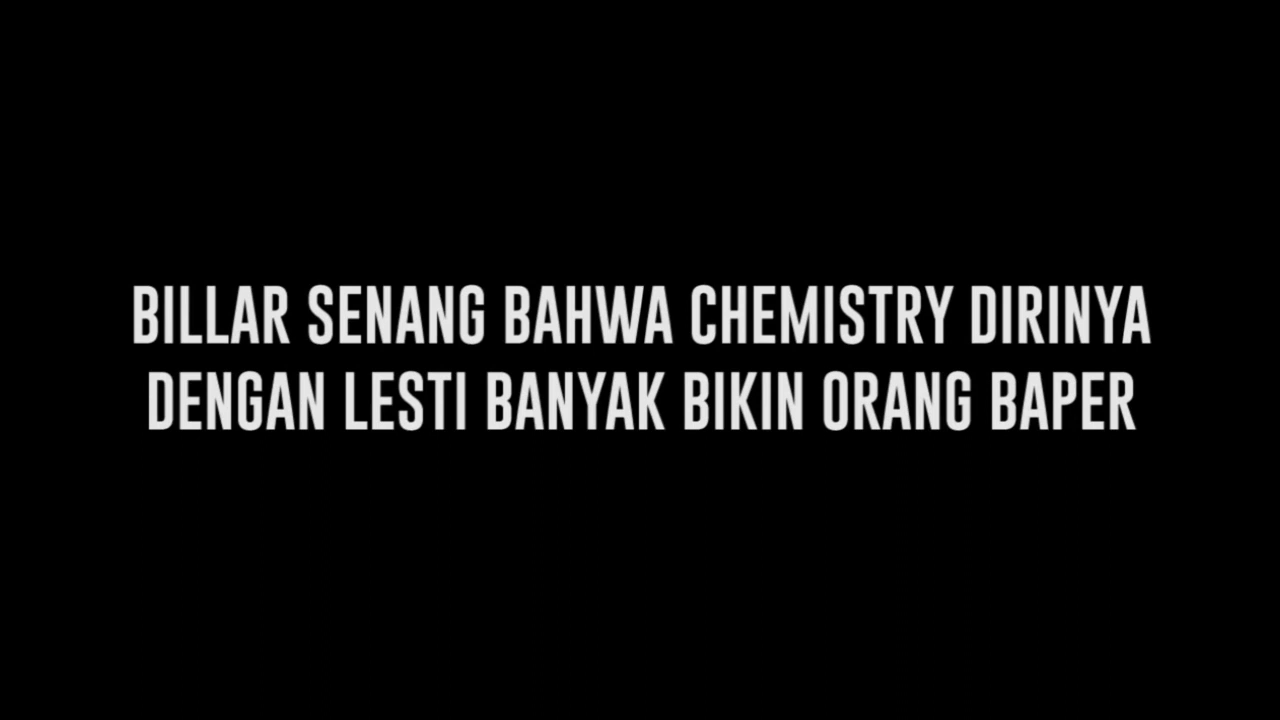 BILLAR SENANG BAHWA CHEMISTRY DIRINYA
DENGAN LESTI BANYAK BIKIN ORANG BAPER